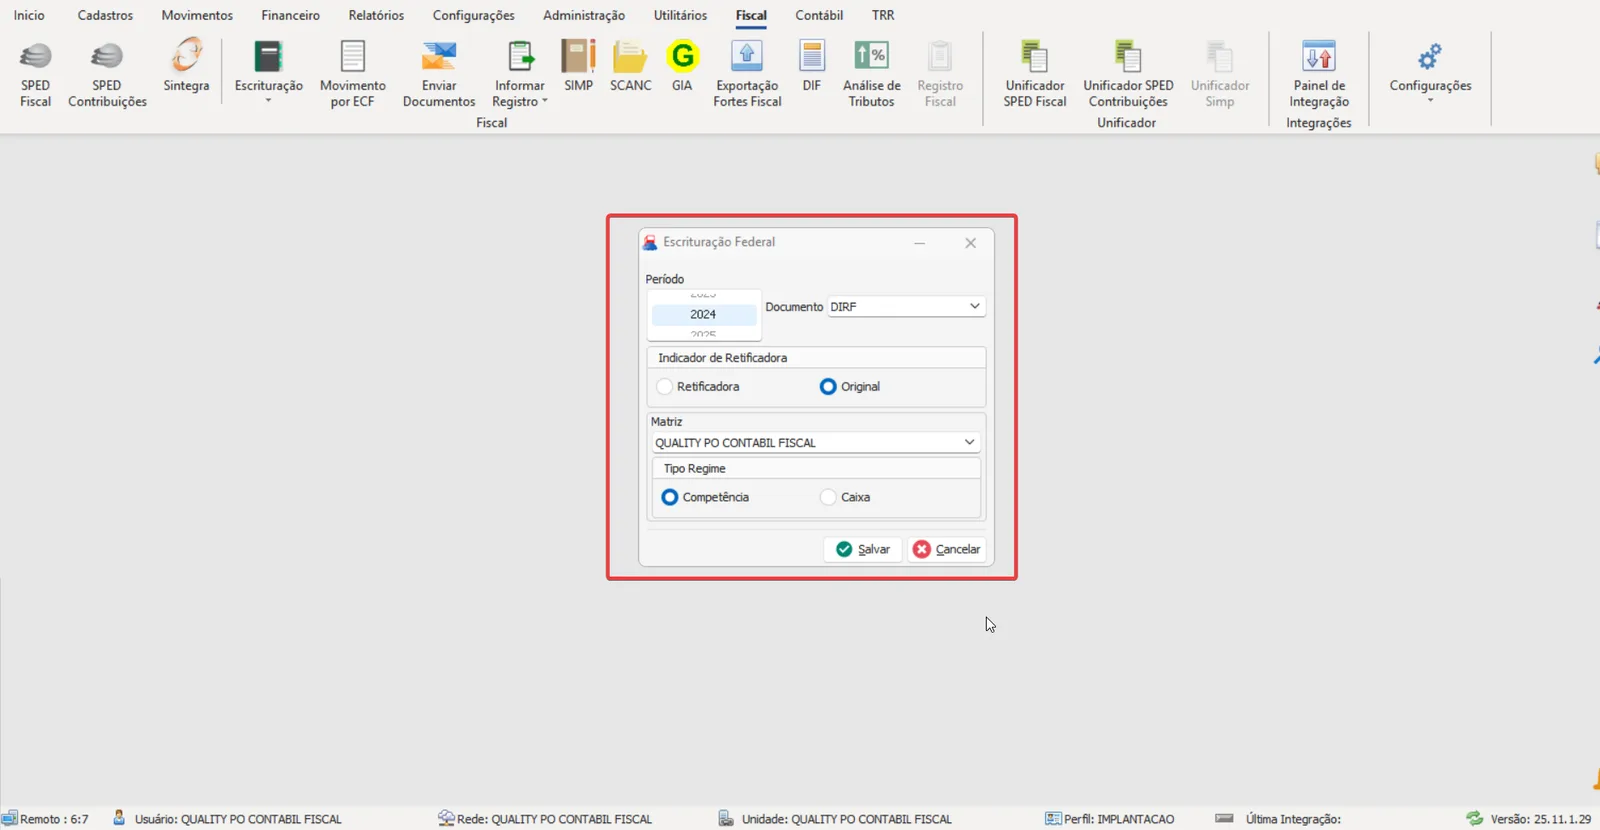 Inicio Cadastros Movimentos Financeiro Relatórios Configurações Administração Utilitários Fiscal Contábil TRR
SPED Fiscal
SPED Contribuições
Sintegra
Escrituração
Movimento por ECF
Enviar Documentos
Informar Registro
SIMP
SCANC
G
GIA
Exportação Fortes Fiscal
DIF
%
Análise de Tributos
Registro Fiscal
Fiscal
Unificador SPED Fiscal
Unificador SPED Contribuições
Unificador Simp
Unificador
Painel de Integração
Integrações
Configurações
Escrituração Federal
Período
2023
2024
2025
Documento DIRF
Indicador de Retificadora
Retificadora Original
Matriz
QUALITY PO CONTABIL FISCAL
Tipo Regime
Competência Caixa
Salvar Cancelar
Remoto : 6:7 Usuário: QUALITY PO CONTABIL FISCAL Rede: QUALITY PO CONTABIL FISCAL Unidade: QUALITY PO CONTABIL FISCAL Perfil: IMPLANTACAO Última Integração: Versão: 25.11.1.29